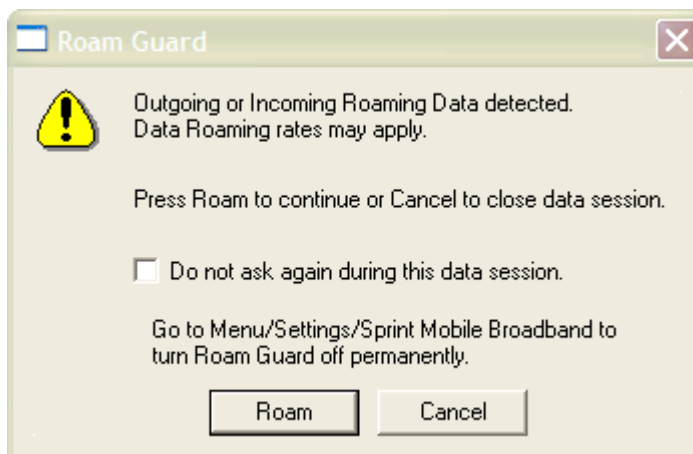 Roam Guard
Outgoing or Incoming Roaming Data detected.
Data Roaming rates may apply.
Press Roam to continue or Cancel to close data session.
Do not ask again during this data session.
Go to Menu/Settings/Sprint Mobile Broadband to
turn Roam Guard off permanently.
Roam Cancel